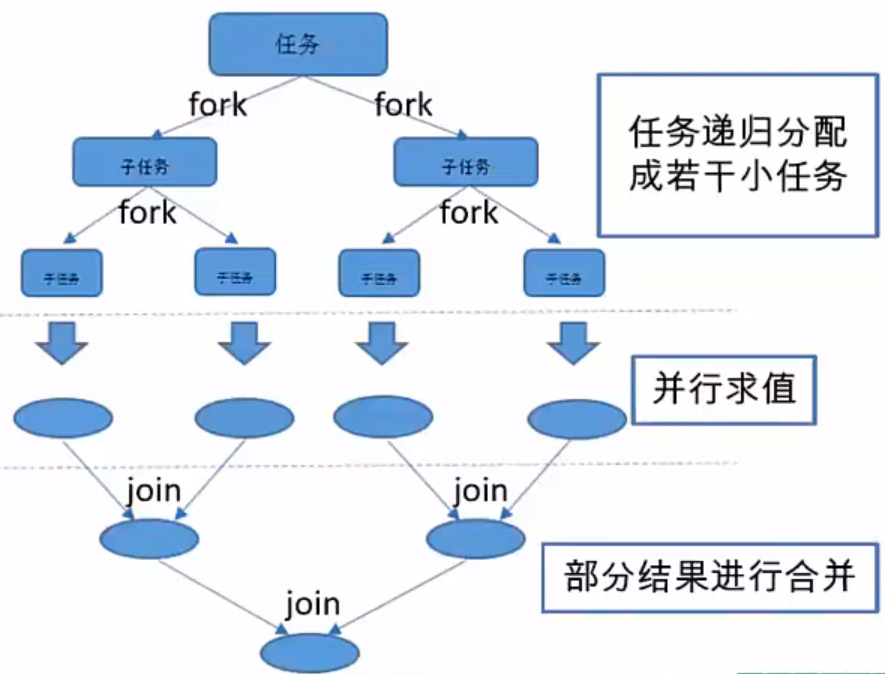 任务
fork
fork
任务递归分配
成若干小任务
子任务
子任务
fork
fork
子任务
子任务
子任务
子任务
并行求值
join
join
部分结果进行合并
join